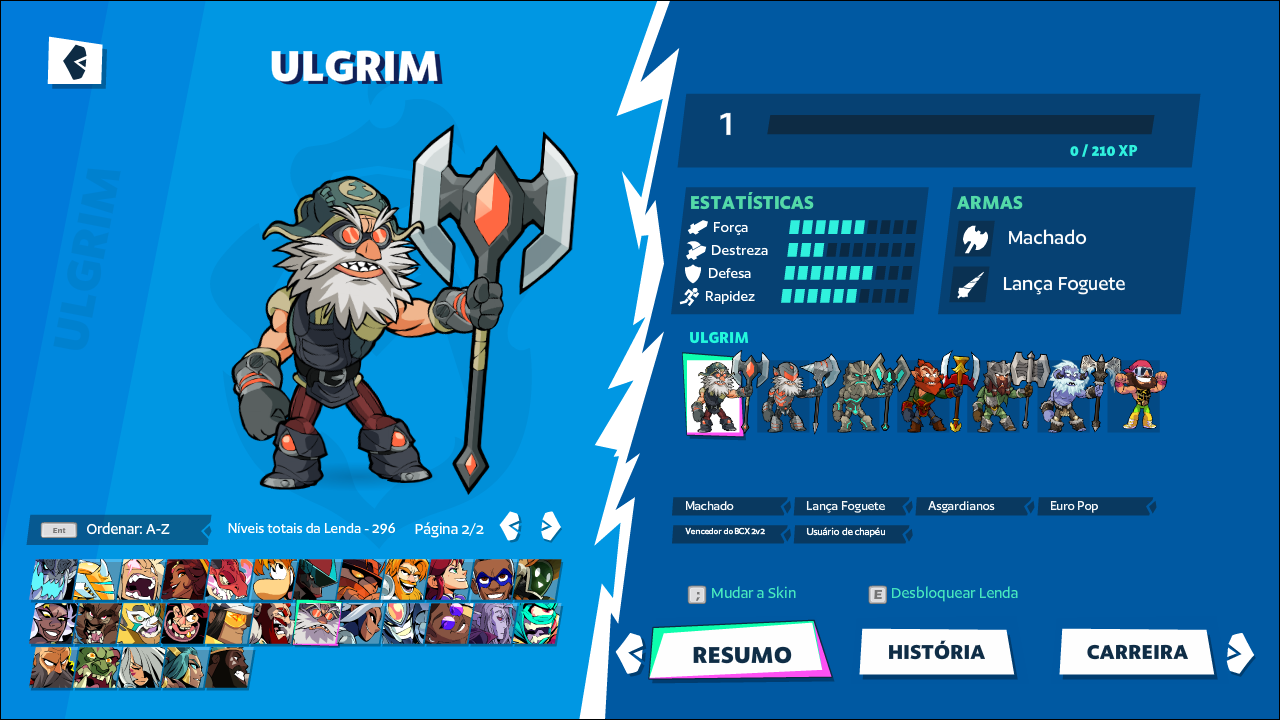 ULGRIM
ULGRIM
1
0 / 210 XP
ESTATÍSTICAS
Força
Destreza
Defesa
Rapidez
ARMAS
Machado
Lança Foguete
ULGRIM
Machado
Lança Foguete
Asgardianos
Euro Pop
Vencedor do BCX 2v2
Usuário de chapéu
Ent
Ordenar: A-Z
Níveis totais da Lenda - 296
Página 2/2
; Mudar a Skin
E Desbloquear Lenda
RESUMO
HISTÓRIA
CARREIRA